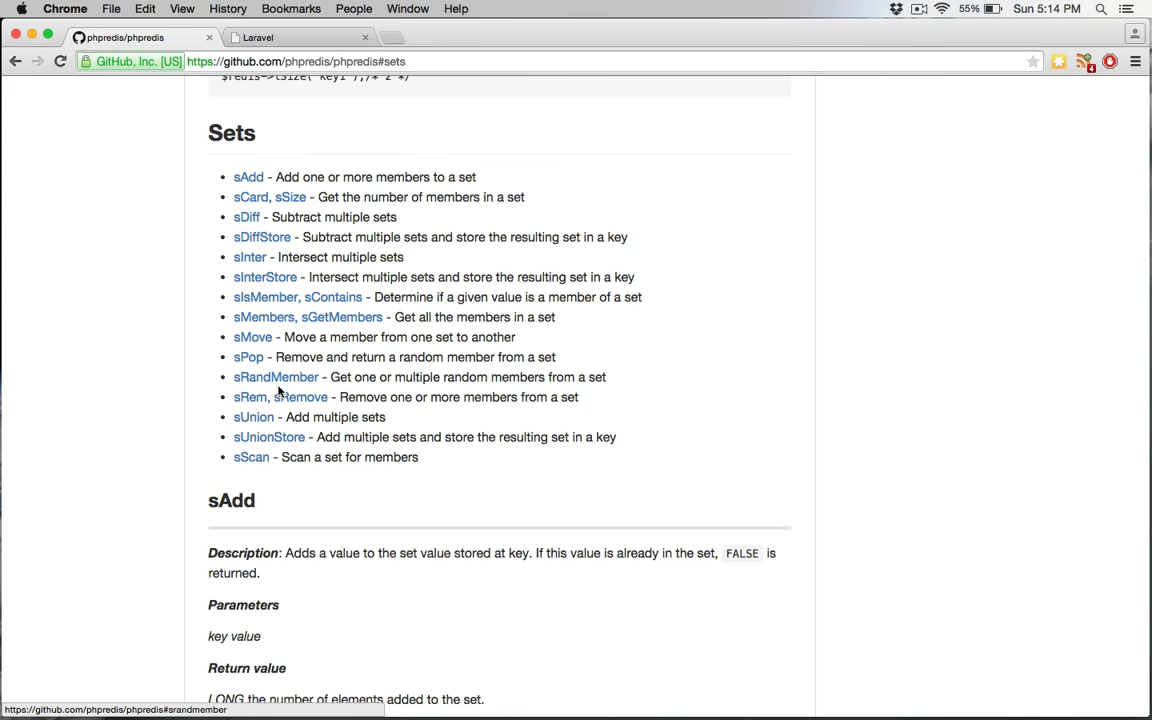 Chrome File Edit View History Bookmarks People Window Help 55% Sun 5:14 PM
phpredis/phpredis Laravel
GitHub, Inc. [US] https://github.com/phpredis/phpredis#sets
4
Sets
• sAdd - Add one or more members to a set
• sCard, sSize - Get the number of members in a set
• sDiff - Subtract multiple sets
• sDiffStore - Subtract multiple sets and store the resulting set in a key
• sInter - Intersect multiple sets
• sInterStore - Intersect multiple sets and store the resulting set in a key
• sIsMember, sContains - Determine if a given value is a member of a set
• sMembers, sGetMembers - Get all the members in a set
• sMove - Move a member from one set to another
• sPop - Remove and return a random member from a set
• sRandMember - Get one or multiple random members from a set
• sRem, sRemove - Remove one or more members from a set
• sUnion - Add multiple sets
• sUnionStore - Add multiple sets and store the resulting set in a key
• sScan - Scan a set for members
sAdd
Description: Adds a value to the set value stored at key. If this value is already in the set, FALSE is
returned.
Parameters
key value
Return value
LONG the number of elements added to the set.
https://github.com/phpredis/phpredis#srandmember